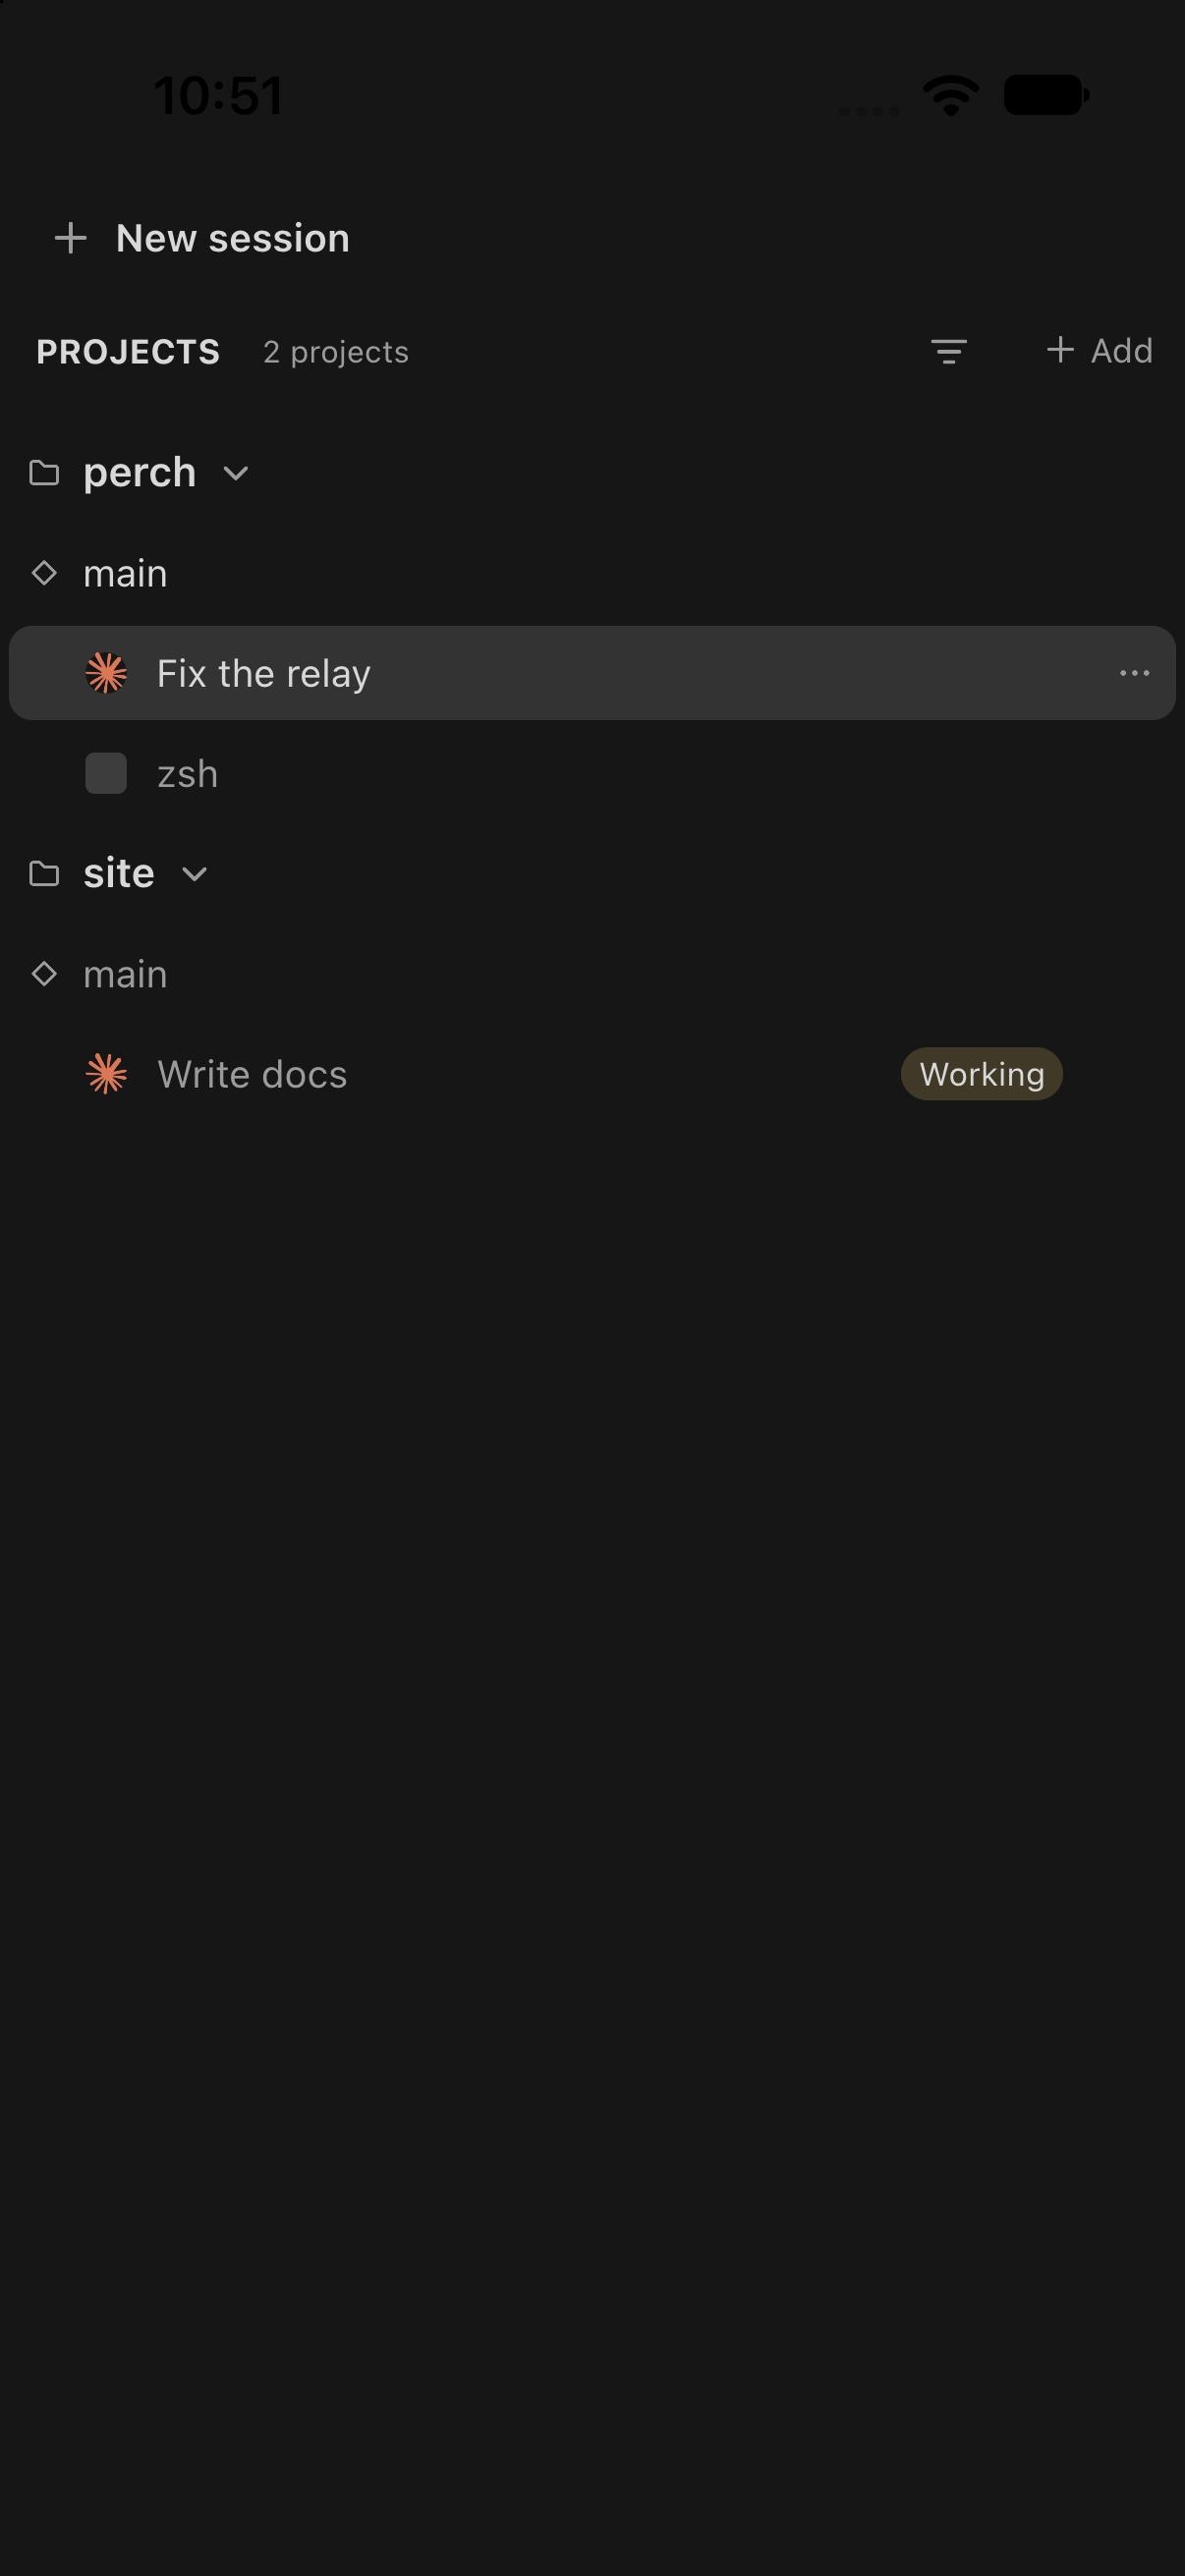 10:51
New session
PROJECTS 2 projects Add
perch
main
Fix the relay
zsh
site
main
Write docs Working